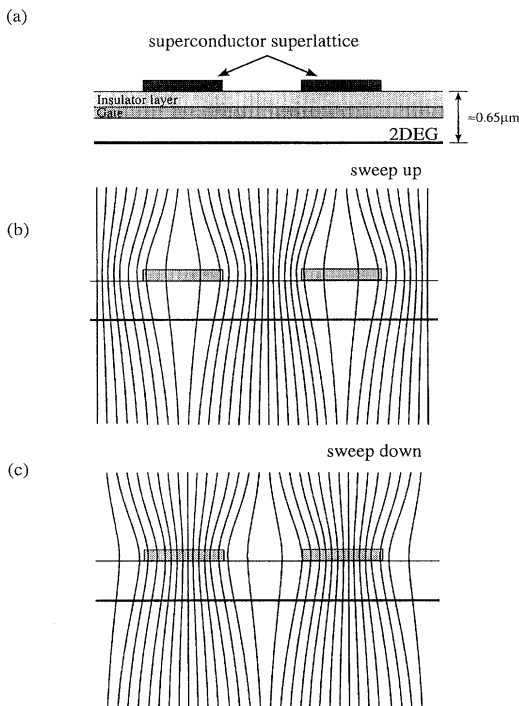 (a)
superconductor superlattice
Insulator layer
Gate
≈0.65μm
2DEG
sweep up
(b)
sweep down
(c)